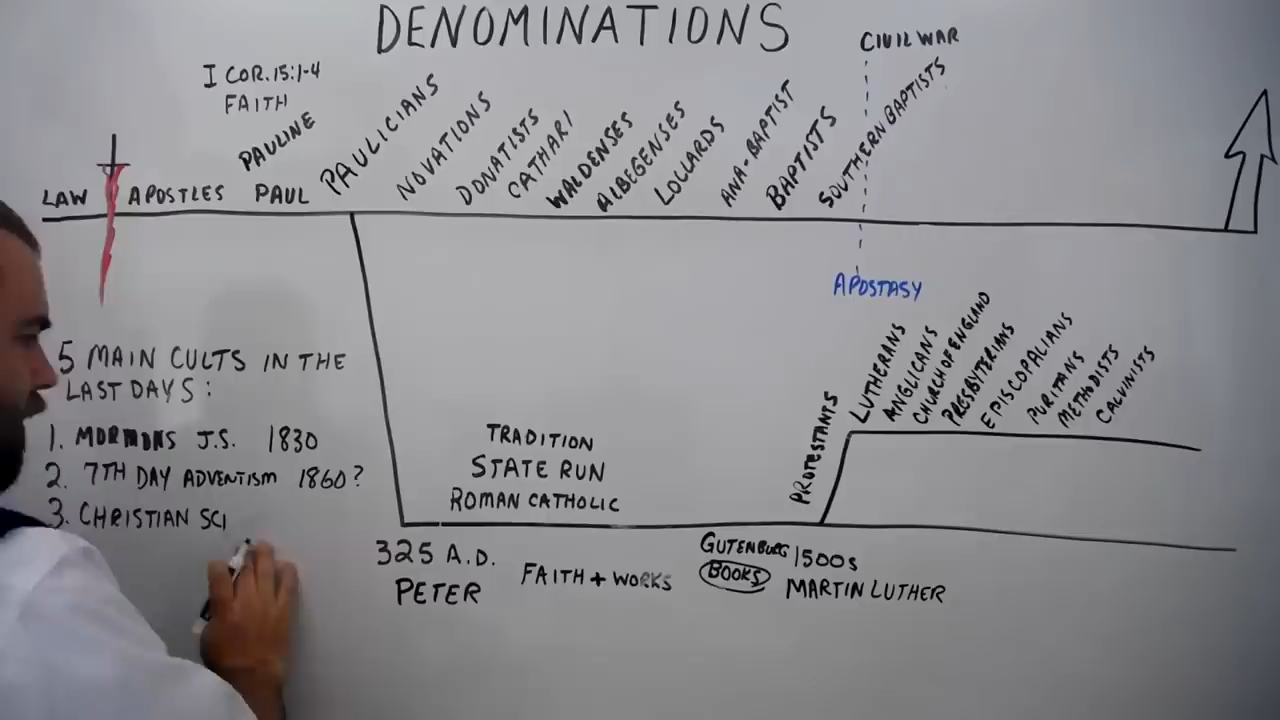 DENOMINATIONS
CIVIL WAR
I COR. 15:1-4
FAITH
PAULINE
LAW
APOSTLES
PAUL
PAULICIANS
NOVATIONS
DONATISTS
CATHARI
WALDENSES
ALBEGENSES
LOLLARDS
ANA-BAPTIST
BAPTISTS
SOUTHERN BAPTISTS
APOSTASY
5 MAIN CULTS IN THE
LAST DAYS:
1. MORMONS J.S. 1830
2. 7TH DAY ADVENTISM 1860?
3. CHRISTIAN SCI
TRADITION
STATE RUN
ROMAN CATHOLIC
PROTESTANTS
LUTHERANS
ANGLICANS
CHURCH OF ENGLAND
PRESBYTERIANS
EPISCOPALIANS
PURITANS
METHODISTS
CALVINISTS
325 A.D.
PETER
FAITH + WORKS
GUTENBURG
BOOKS
1500s
MARTIN LUTHER